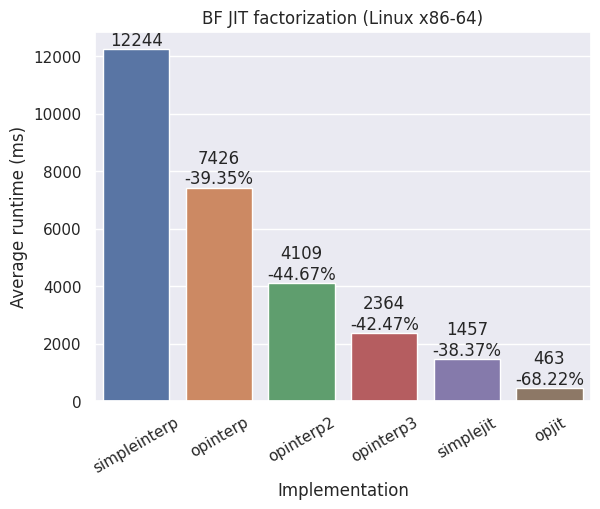 BF JIT factorization (Linux x86-64)
Average runtime (ms)
12000
10000
8000
6000
4000
2000
0
12244
7426
-39.35%
4109
-44.67%
2364
-42.47%
1457
-38.37%
463
-68.22%
simpleinterp
opinterp
opinterp2
opinterp3
simplejit
opjit
Implementation